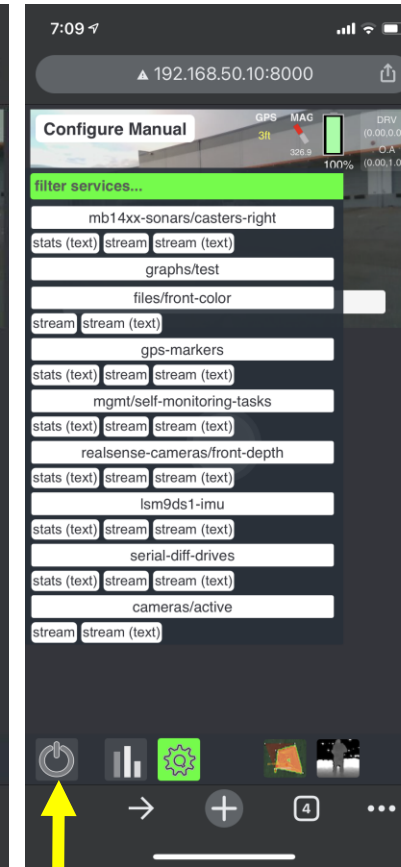 7:09
192.168.50.10:8000
Configure Manual
GPS MAG DRV
3ft (0.00,0.0
326.9 O.A
100% (0.00,1.0
filter services...
mb14xx-sonars/casters-right
stats (text) stream stream (text)
graphs/test
files/front-color
stream stream (text)
gps-markers
stats (text) stream stream (text)
mgmt/self-monitoring-tasks
stats (text) stream stream (text)
realsense-cameras/front-depth
stats (text) stream stream (text)
lsm9ds1-imu
stats (text) stream stream (text)
serial-diff-drives
stats (text) stream stream (text)
cameras/active
stream stream (text)
4